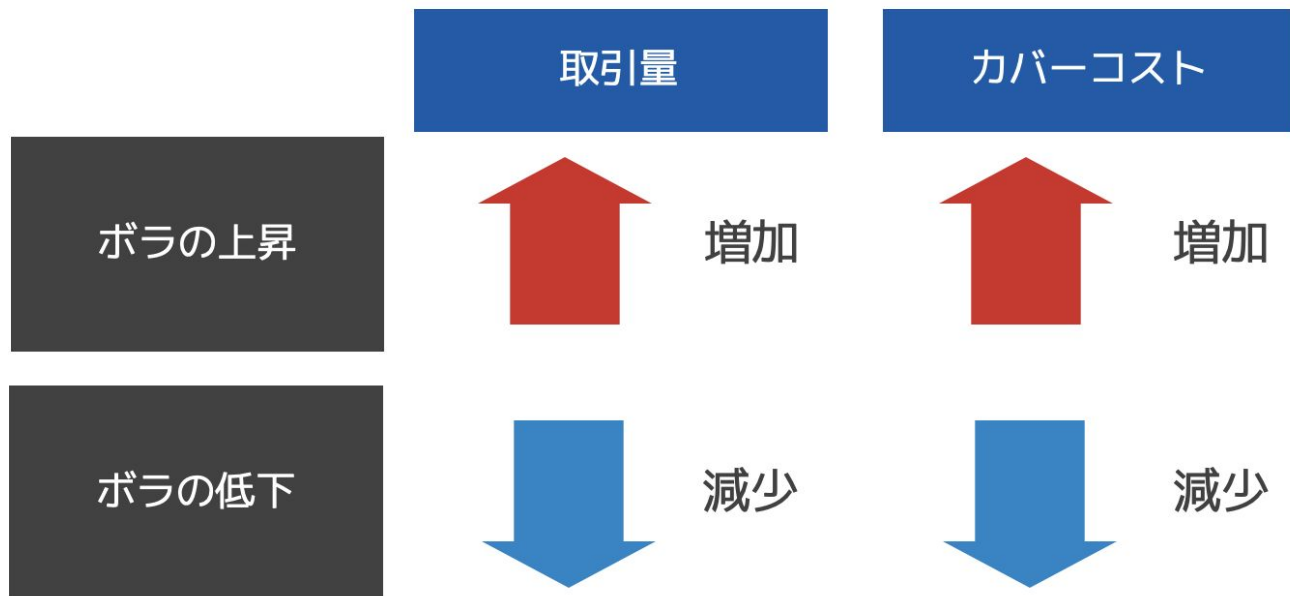 取引量
カバーコスト
ボラの上昇
増加
増加
ボラの低下
減少
減少